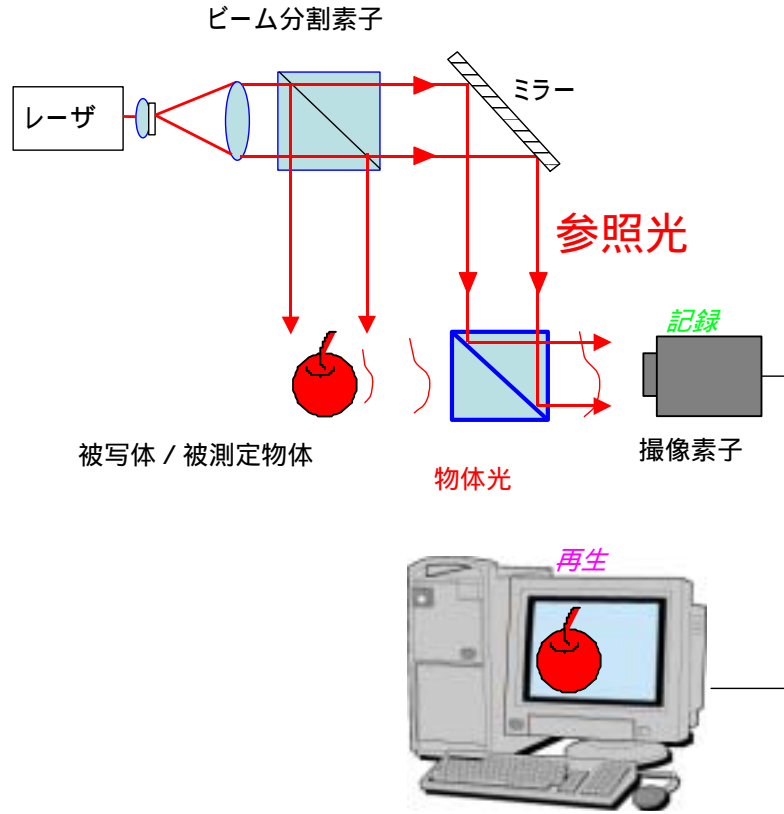 ビーム分割素子
レーザ
ミラー
参照光
記録
被写体 / 被測定物体
物体光
撮像素子
再生